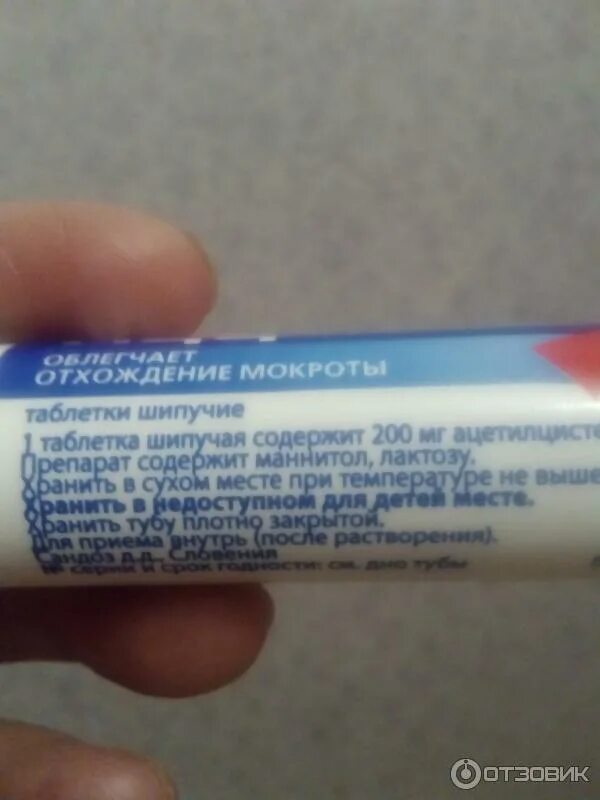 ОБЛЕГЧАЕТ
ОТХОЖДЕНИЕ МОКРОТЫ
таблетки шипучие
1 таблетка шипучая содержит 200 мг ацетилцисте
Препарат содержит маннитол, лактозу.
Хранить в сухом месте при температуре не выше
Хранить в недоступном для детей месте.
Хранить тубу плотно закрытой.
Для приема внутрь (после растворения).
Сандоз д.д., Словения
№ серии и срок годности: см. дно тубы
ОТЗОВИК